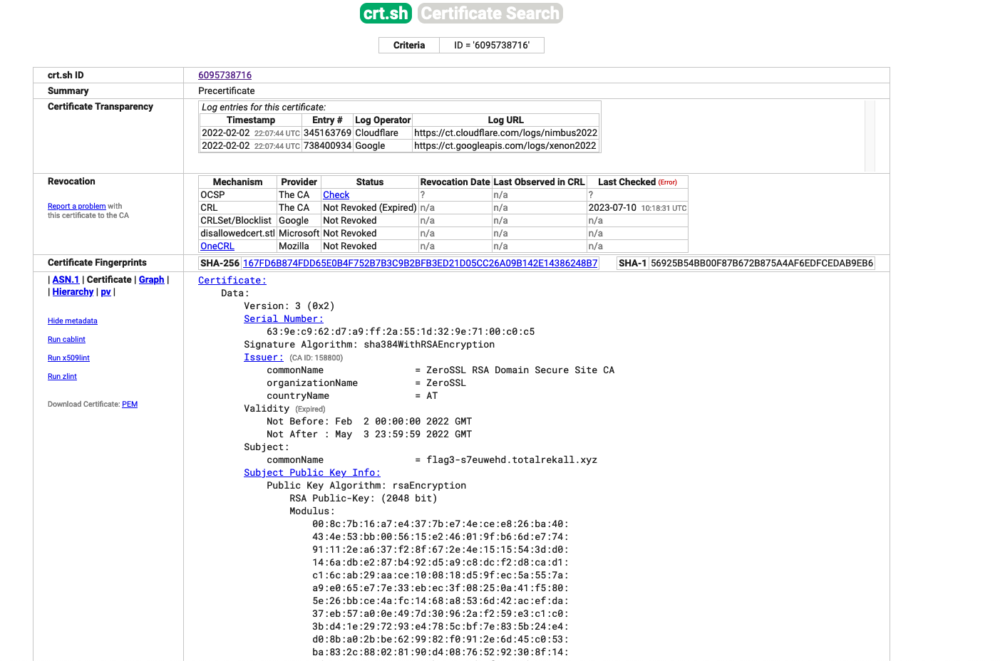 crt.sh Certificate Search
Criteria ID = '6095738716'
crt.sh ID 6095738716
Summary Precertificate
Certificate Transparency
Log entries for this certificate:
Timestamp Entry # Log Operator Log URL
2022-02-02 22:07:44 UTC 345163769 Cloudflare https://ct.cloudflare.com/logs/nimbus2022
2022-02-02 22:07:44 UTC 738400934 Google https://ct.googleapis.com/logs/xenon2022
Revocation
Report a problem with
this certificate to the CA
Mechanism Provider Status Revocation Date Last Observed in CRL Last Checked (Error)
OCSP The CA Check ? n/a ?
CRL The CA Not Revoked (Expired) n/a n/a 2023-07-10 10:18:31 UTC
CRLSet/Blocklist Google Not Revoked n/a n/a n/a
disallowedcert.stl Microsoft Not Revoked n/a n/a n/a
OneCRL Mozilla Not Revoked n/a n/a n/a
Certificate Fingerprints SHA-256 167FD6B874FDD65E0B4F752B7B3C9B2BFB3ED21D05CC26A09B142E14386248B7 SHA-1 56925B54BB00F87B672B875A4AF6EDFCEDAB9EB6
| ASN.1 | Certificate | Graph |
| Hierarchy | pv |
Hide metadata
Run cablint
Run x509lint
Run zlint
Download Certificate: PEM
Certificate:
Data:
Version: 3 (0x2)
Serial Number:
63:9e:c9:62:d7:a9:ff:2a:55:1d:32:9e:71:00:c0:c5
Signature Algorithm: sha384WithRSAEncryption
Issuer: (CA ID: 158800)
commonName = ZeroSSL RSA Domain Secure Site CA
organizationName = ZeroSSL
countryName = AT
Validity (Expired)
Not Before: Feb 2 00:00:00 2022 GMT
Not After : May 3 23:59:59 2022 GMT
Subject:
commonName = flag3-s7euwehd.totalrekall.xyz
Subject Public Key Info:
Public Key Algorithm: rsaEncryption
RSA Public-Key: (2048 bit)
Modulus:
00:8c:7b:16:a7:e4:37:7b:e7:4e:ce:e8:26:ba:40:
43:4e:53:bb:00:56:15:e2:46:01:9f:b6:6d:e7:74:
91:11:2e:a6:37:f2:8f:67:2e:4e:15:15:54:3d:d0:
14:6a:db:e2:87:b4:92:d5:a9:c8:dc:f2:d8:ca:d1:
c1:6c:ab:29:aa:ce:10:08:18:d5:9f:ec:5a:55:7a:
a9:e0:65:e7:7e:33:eb:ec:3f:08:25:0a:41:f5:80:
5e:26:bb:ce:4a:fc:14:68:a8:53:6d:42:ac:ef:da:
37:eb:57:a0:0e:49:7d:30:96:2a:f2:59:e3:c1:c0:
3b:d4:1e:29:72:93:e4:78:5c:bf:7e:83:5b:24:e4:
d0:8b:a0:2b:be:62:99:82:f0:91:2e:6d:45:c0:53:
ba:83:2c:88:02:81:90:d4:08:76:52:92:30:8f:14: